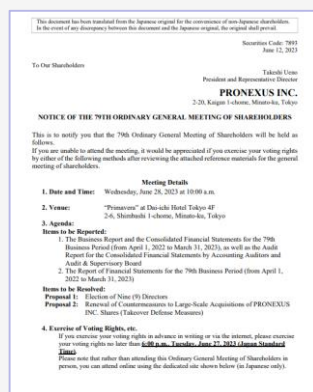 This document has been translated from the Japanese original for the convenience of non-Japanese shareholders.
In the event of any discrepancy between this document and the Japanese original, the original shall prevail.
Securities Code: 7893
June 12, 2023
To Our Shareholders
Takeshi Ueno
President and Representative Director
PRONEXUS INC.
2-20, Kaigan 1-chome, Minato-ku, Tokyo
NOTICE OF THE 79TH ORDINARY GENERAL MEETING OF SHAREHOLDERS
This is to notify you that the 79th Ordinary General Meeting of Shareholders will be held as
follows.
If you are unable to attend the meeting, it would be appreciated if you exercise your voting rights
by either of the following methods after reviewing the attached reference materials for the general
meeting of shareholders.
Meeting Details
1. Date and Time: Wednesday, June 28, 2023 at 10:00 a.m.
2. Venue: "Primavera" at Dai-ichi Hotel Tokyo 4F
2-6, Shimbashi 1-chome, Minato-ku, Tokyo
3. Agenda:
Items to be Reported:
1. The Business Report and the Consolidated Financial Statements for the 79th
Business Period (from April 1, 2022 to March 31, 2023), as well as the Audit
Report for the Consolidated Financial Statements by Accounting Auditors and
Audit & Supervisory Board
2. The Report of Financial Statements for the 79th Business Period (from April 1,
2022 to March 31, 2023)
Items to be Resolved:
Proposal 1: Election of Nine (9) Directors
Proposal 2: Renewal of Countermeasures to Large-Scale Acquisitions of PRONEXUS
INC. Shares (Takeover Defense Measures)
4. Exercise of Voting Rights, etc.
If you exercise your voting rights in advance in writing or via the internet, please exercise
your voting rights no later than 6:00 p.m., Tuesday, June 27, 2023 (Japan Standard
Time).
Please note that rather than attending this Ordinary General Meeting of Shareholders in
person, you can attend online using the dedicated site shown below (in Japanese only).